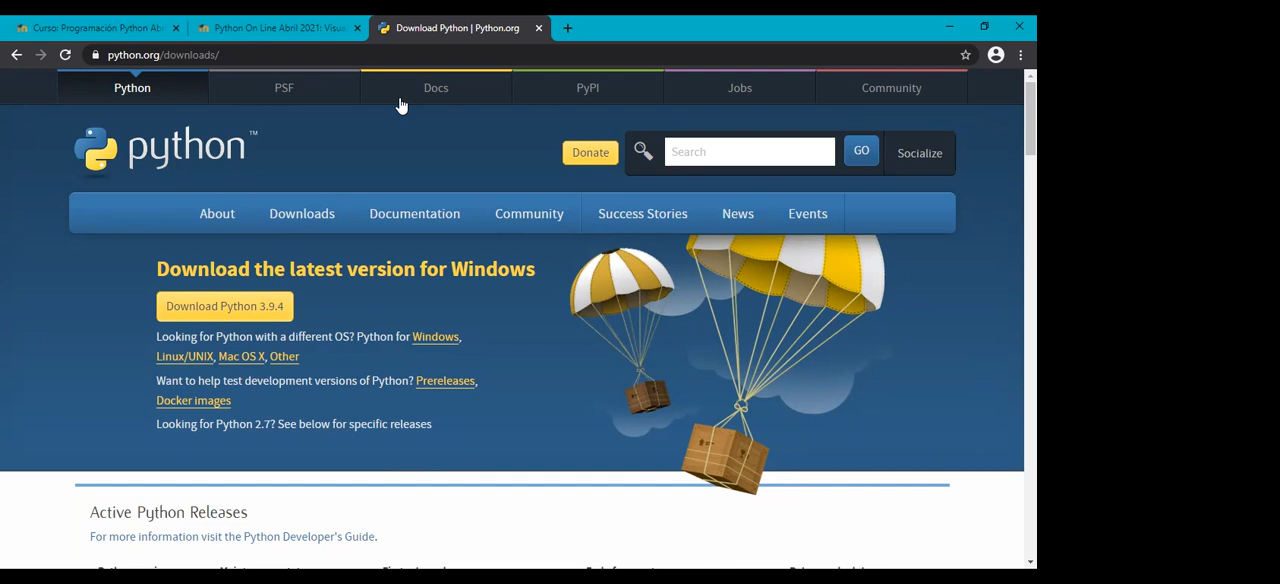 Curso: Programación Python Ab
Python On Line Abril 2021: Visua
Download Python | Python.org
python.org/downloads/
Python
PSF
Docs
PyPI
Jobs
Community
python™
Donate
Search
GO
Socialize
About
Downloads
Documentation
Community
Success Stories
News
Events
Download the latest version for Windows
Download Python 3.9.4
Looking for Python with a different OS? Python for Windows,
Linux/UNIX, Mac OS X, Other
Want to help test development versions of Python? Prereleases,
Docker images
Looking for Python 2.7? See below for specific releases
Active Python Releases
For more information visit the Python Developer's Guide.